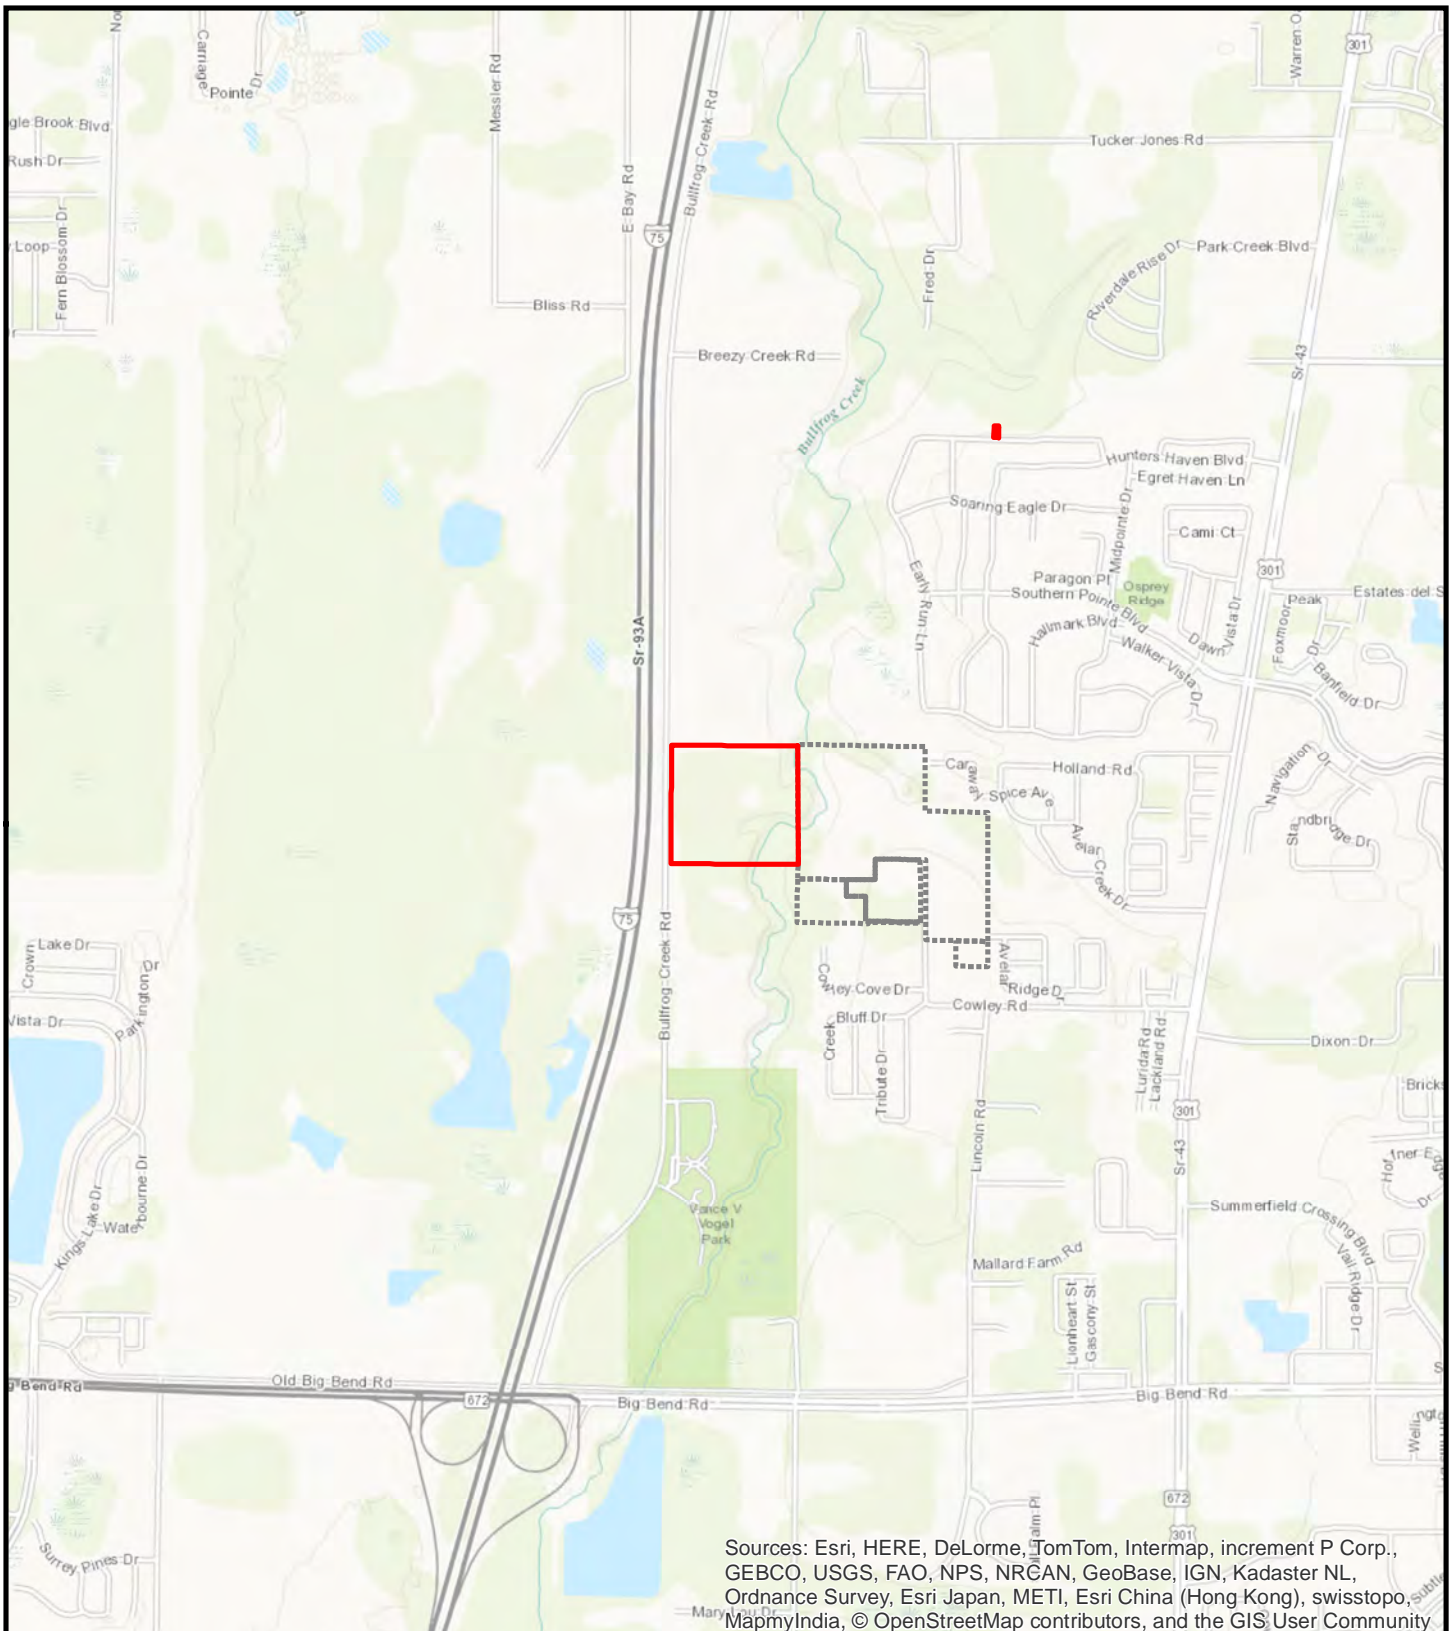 Carriage
Pointe Dr
Messler Rd
Bullfrog Creek Rd
Warren O
301
gle Brook Blvd
Rush Dr
Tucker Jones Rd
E Bay Rd
75
Loop
Fern Blossom Dr
Park Creek Blvd
Riverdale Rise Dr
Fred Dr
Bliss Rd
Breezy Creek Rd
Sr-43
Bullfrog Creek
Hunters Haven Blvd
Egret Haven Ln
Soaring Eagle Dr
Midpointe Dr
Cami Ct
301
Early Run Ln
Paragon Pl
Osprey
Ridge
Southern Pointe Blvd
Peak
Estates del S
Hallmark Blvd
Walker Vista Dr
Dawn
Vista Dr
Foxmoor
Dr
Banfield Dr
Sr-93A
Caraway
Spice Ave
Holland Rd
Navigation Dr
Standbridge Dr
Avelar Creek Dr
75
Bullfrog Creek Rd
Crown
Lake Dr
Parkington Dr
Vista Dr
Cowley Cove Dr
Avelar
Ridge Dr
Cowley Rd
Bluff Dr
Creek
Tribute Dr
Lurida Rd
Lackland Rd
Dixon Dr
Bricks
301
Lincoln Rd
Sr-43
Kings Lake Dr
Waterbourne Dr
Vance V
Vogel
Park
Summerfield Crossing Blvd
Vail Ridge Dr
Mallard Farm Rd
Lionheart St
Gascony St
Old Big Bend Rd
g Bend Rd
672
Big Bend Rd
Big Bend Rd
672
301
Surrey Pines Dr
Mary Lou Dr
Sources: Esri, HERE, DeLorme, TomTom, Intermap, increment P Corp.,
GEBCO, USGS, FAO, NPS, NRCAN, GeoBase, IGN, Kadaster NL,
Ordnance Survey, Esri Japan, METI, Esri China (Hong Kong), swisstopo,
MapmyIndia, © OpenStreetMap contributors, and the GIS User Community